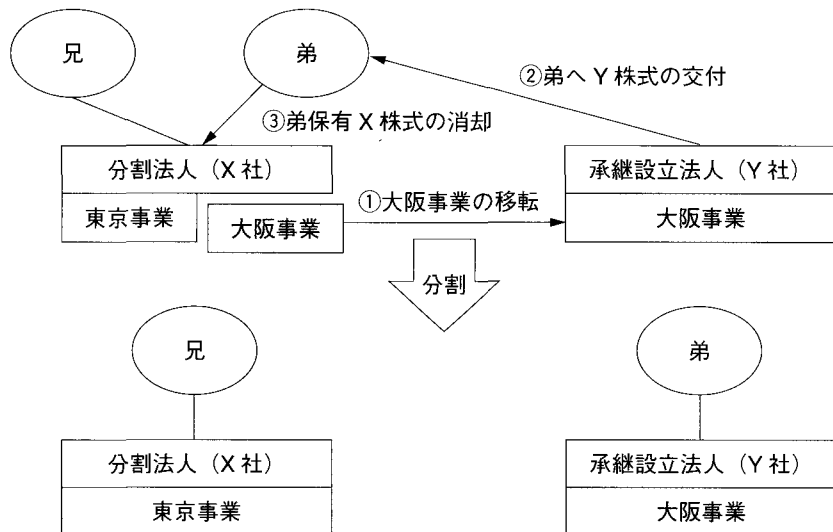 兄
弟
②弟へY株式の交付
③弟保有X株式の消却
分割法人（X社）
承継設立法人（Y社）
東京事業
大阪事業
①大阪事業の移転
大阪事業
分割
兄
弟
分割法人（X社）
承継設立法人（Y社）
東京事業
大阪事業